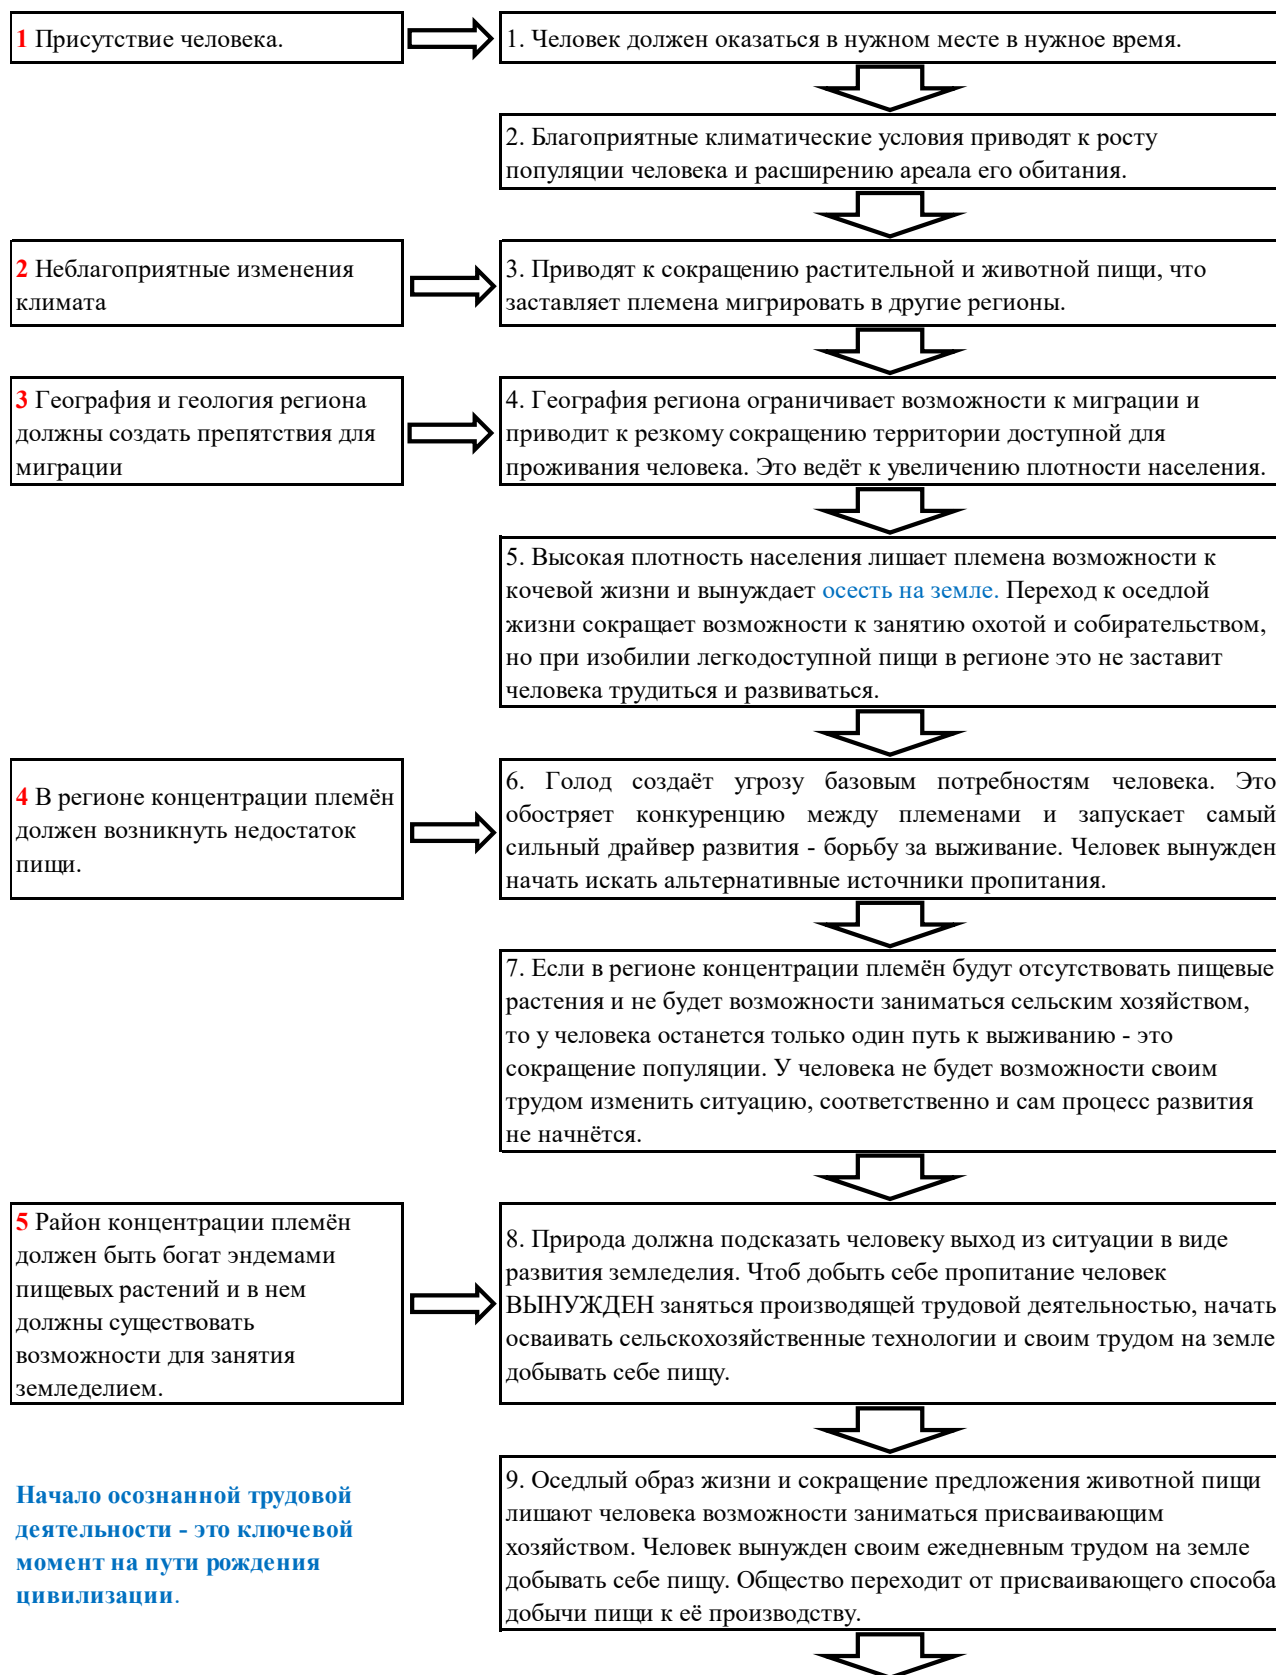 1 Присутствие человека.
1. Человек должен оказаться в нужном месте в нужное время.
2. Благоприятные климатические условия приводят к росту
популяции человека и расширению ареала его обитания.
2 Неблагоприятные изменения
климата
3. Приводят к сокращению растительной и животной пищи, что
заставляет племена мигрировать в другие регионы.
3 География и геология региона
должны создать препятствия для
миграции
4. География региона ограничивает возможности к миграции и
приводит к резкому сокращению территории доступной для
проживания человека. Это ведёт к увеличению плотности населения.
5. Высокая плотность населения лишает племена возможности к
кочевой жизни и вынуждает осесть на земле. Переход к оседлой
жизни сокращает возможности к занятию охотой и собирательством,
но при изобилии легкодоступной пищи в регионе это не заставит
человека трудиться и развиваться.
4 В регионе концентрации племён
должен возникнуть недостаток
пищи.
6. Голод создаёт угрозу базовым потребностям человека. Это
обостряет конкуренцию между племенами и запускает самый
сильный драйвер развития - борьбу за выживание. Человек вынужден
начать искать альтернативные источники пропитания.
7. Если в регионе концентрации племён будут отсутствовать пищевые
растения и не будет возможности заниматься сельским хозяйством,
то у человека останется только один путь к выживанию - это
сокращение популяции. У человека не будет возможности своим
трудом изменить ситуацию, соответственно и сам процесс развития
не начнётся.
5 Район концентрации племён
должен быть богат эндемами
пищевых растений и в нем
должны существовать
возможности для занятия
земледелием.
8. Природа должна подсказать человеку выход из ситуации в виде
развития земледелия. Чтоб добыть себе пропитание человек
ВЫНУЖДЕН заняться производящей трудовой деятельностью, начать
осваивать сельскохозяйственные технологии и своим трудом на земле
добывать себе пищу.
Начало осознанной трудовой
деятельности - это ключевой
момент на пути рождения
цивилизации.
9. Оседлый образ жизни и сокращение предложения животной пищи
лишают человека возможности заниматься присваивающим
хозяйством. Человек вынужден своим ежедневным трудом на земле
добывать себе пищу. Общество переходит от присваивающего способа
добычи пищи к её производству.